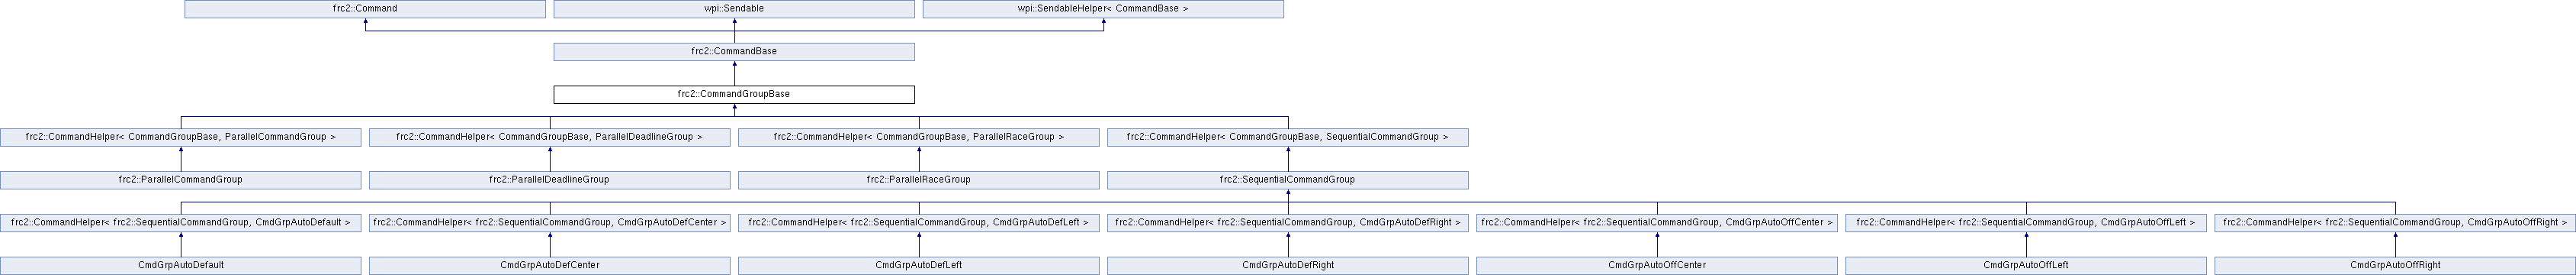 frc2::Command
wpi::Sendable
wpi::SendableHelper< CommandBase >
frc2::CommandBase
frc2::CommandGroupBase
frc2::CommandHelper< CommandGroupBase, ParallelCommandGroup >
frc2::CommandHelper< CommandGroupBase, ParallelDeadlineGroup >
frc2::CommandHelper< CommandGroupBase, ParallelRaceGroup >
frc2::CommandHelper< CommandGroupBase, SequentialCommandGroup >
frc2::ParallelCommandGroup
frc2::ParallelDeadlineGroup
frc2::ParallelRaceGroup
frc2::SequentialCommandGroup
frc2::CommandHelper< frc2::SequentialCommandGroup, CmdGrpAutoDefault >
frc2::CommandHelper< frc2::SequentialCommandGroup, CmdGrpAutoDefCenter >
frc2::CommandHelper< frc2::SequentialCommandGroup, CmdGrpAutoDefLeft >
frc2::CommandHelper< frc2::SequentialCommandGroup, CmdGrpAutoDefRight >
frc2::CommandHelper< frc2::SequentialCommandGroup, CmdGrpAutoOffCenter >
frc2::CommandHelper< frc2::SequentialCommandGroup, CmdGrpAutoOffLeft >
frc2::CommandHelper< frc2::SequentialCommandGroup, CmdGrpAutoOffRight >
CmdGrpAutoDefault
CmdGrpAutoDefCenter
CmdGrpAutoDefLeft
CmdGrpAutoDefRight
CmdGrpAutoOffCenter
CmdGrpAutoOffLeft
CmdGrpAutoOffRight